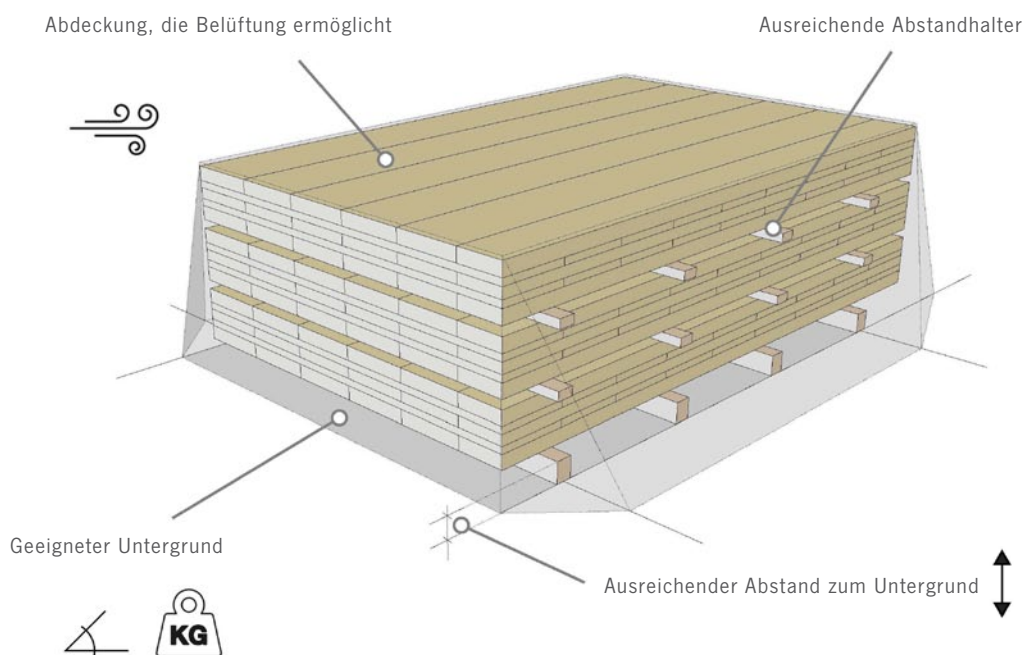 Abdeckung, die Belüftung ermöglicht
Ausreichende Abstandhalter
Geeigneter Untergrund
Ausreichender Abstand zum Untergrund
KG